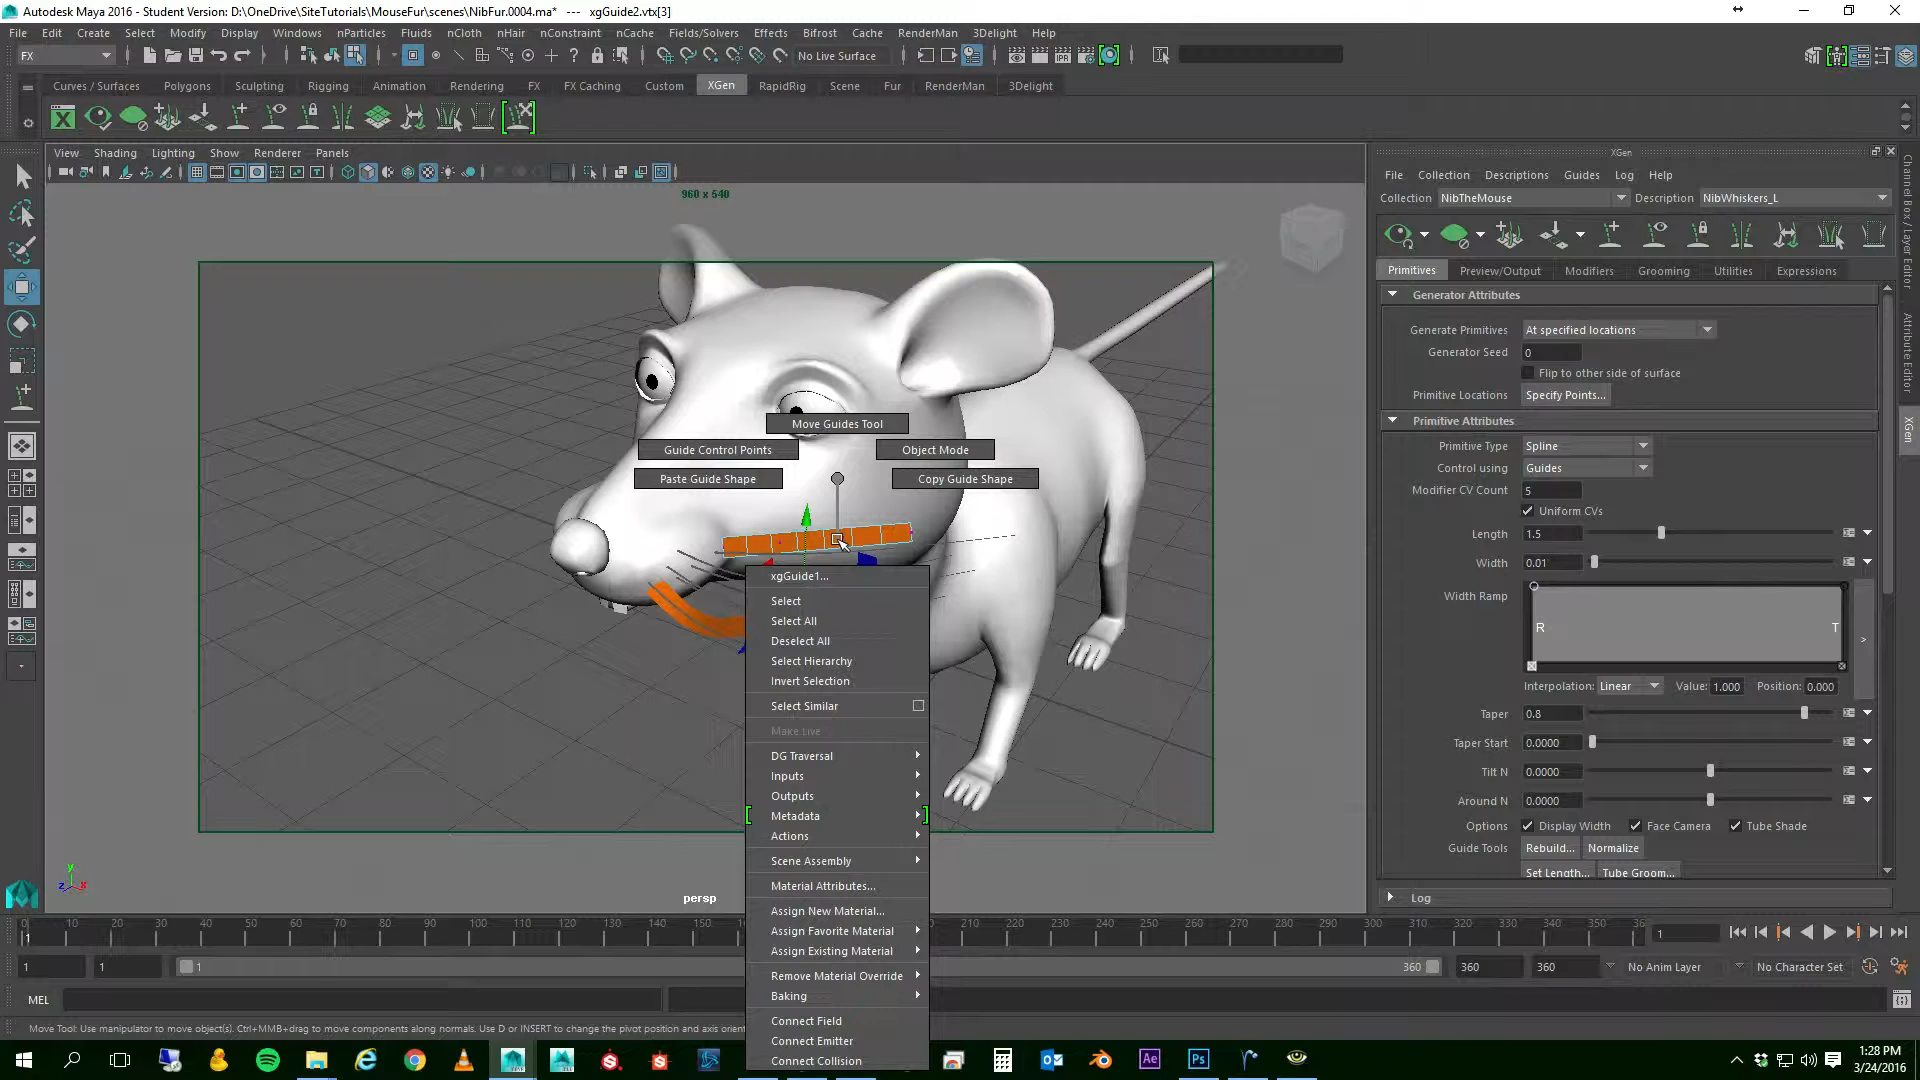 Autodesk Maya 2016 - Student Version: D:\OneDrive\SiteTutorials\MouseFur\scenes\NibFur.0004.ma* --- xgGuide2.vtx[3]
File Edit Create Select Modify Display Windows nParticles Fluids nCloth nHair nConstraint nCache Fields/Solvers Effects Bifrost Cache RenderMan 3Delight Help
FX No Live Surface
Curves / Surfaces Polygons Sculpting Rigging Animation Rendering FX FX Caching Custom XGen RapidRig Scene Fur RenderMan 3Delight
View Shading Lighting Show Renderer Panels
960 x 540
Move Guides Tool
Guide Control Points Object Mode
Paste Guide Shape Copy Guide Shape
xgGuide1...
Select
Select All
Deselect All
Select Hierarchy
Invert Selection
Select Similar
Make Live
DG Traversal
Inputs
Outputs
Metadata
Actions
Scene Assembly
Material Attributes...
Assign New Material...
Assign Favorite Material
Assign Existing Material
Remove Material Override
Baking
Connect Field
Connect Emitter
Connect Collision
persp
XGen
File Collection Descriptions Guides Log Help
Collection NibTheMouse Description NibWhiskers_L
Primitives Preview/Output Modifiers Grooming Utilities Expressions
Generator Attributes
Generate Primitives At specified locations
Generator Seed 0
Flip to other side of surface
Primitive Locations Specify Points...
Primitive Attributes
Primitive Type Spline
Control using Guides
Modifier CV Count 5
Uniform CVs
Length 1.5
Width 0.01
Width Ramp R T
>
Interpolation: Linear Value: 1.000 Position: 0.000
Taper 0.8
Taper Start 0.0000
Tilt N 0.0000
Around N 0.0000
Options Display Width Face Camera Tube Shade
Guide Tools Rebuild... Normalize
Set Length... Tube Groom...
Log
Channel Box / Layer Editor
Attribute Editor
XGen
0 10 20 30 40 50 60 70 80 90 100 110 120 130 140 150 210 220 230 240 250 260 270 280 290 300 310 320 330 340 350 36
1 1
1 1 1 360 360 360 No Anim Layer No Character Set
MEL
Move Tool: Use manipulator to move object(s). Ctrl+MMB+drag to move components along normals. Use D or INSERT to change the pivot position and axis orient
Ae Ps
1:28 PM
3/24/2016